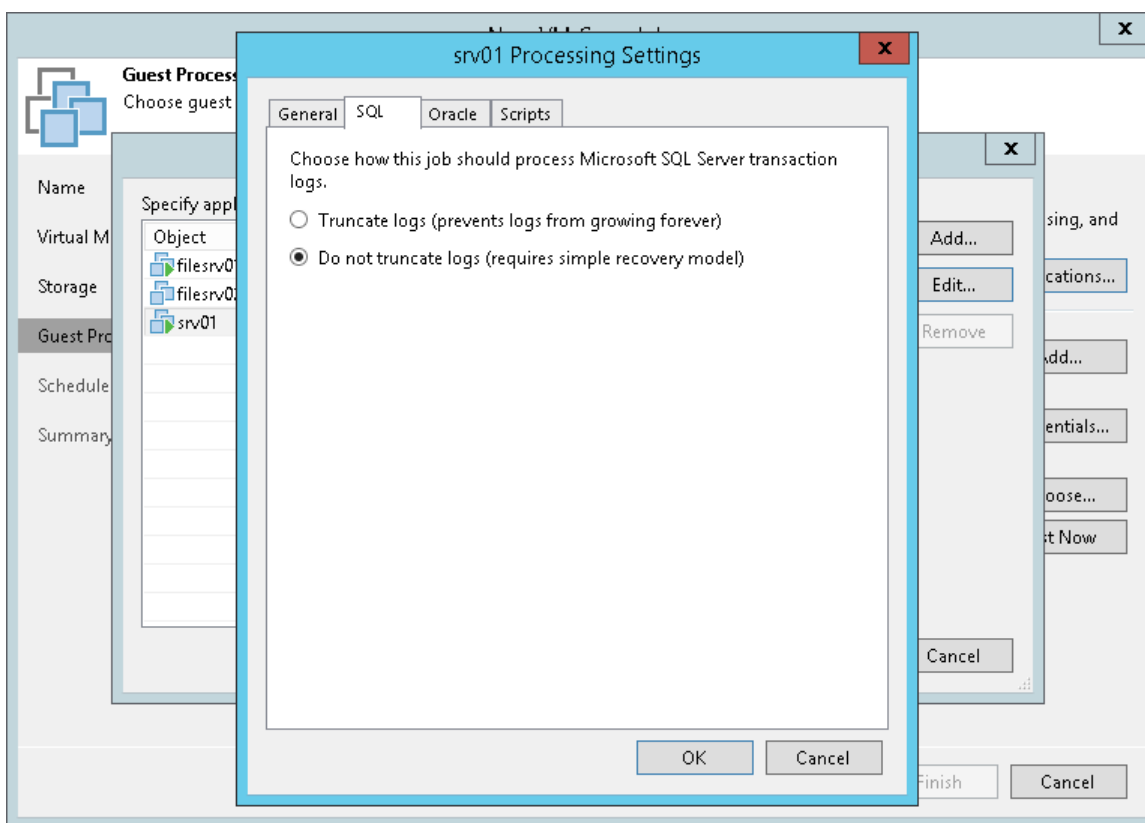 srv01 Processing Settings
X
X
Guest Process
Choose guest
Name
Virtual M
Storage
Guest Pro
Schedule
Summary
Specify appl
Object
filesrv01
filesrv02
srv01
General
SQL
Oracle
Scripts
Choose how this job should process Microsoft SQL Server transaction
logs.
Truncate logs (prevents logs from growing forever)
Do not truncate logs (requires simple recovery model)
OK
Cancel
X
Add...
Edit...
Remove
Cancel
sing, and
cations...
dd...
entials...
oose...
st Now
Finish
Cancel